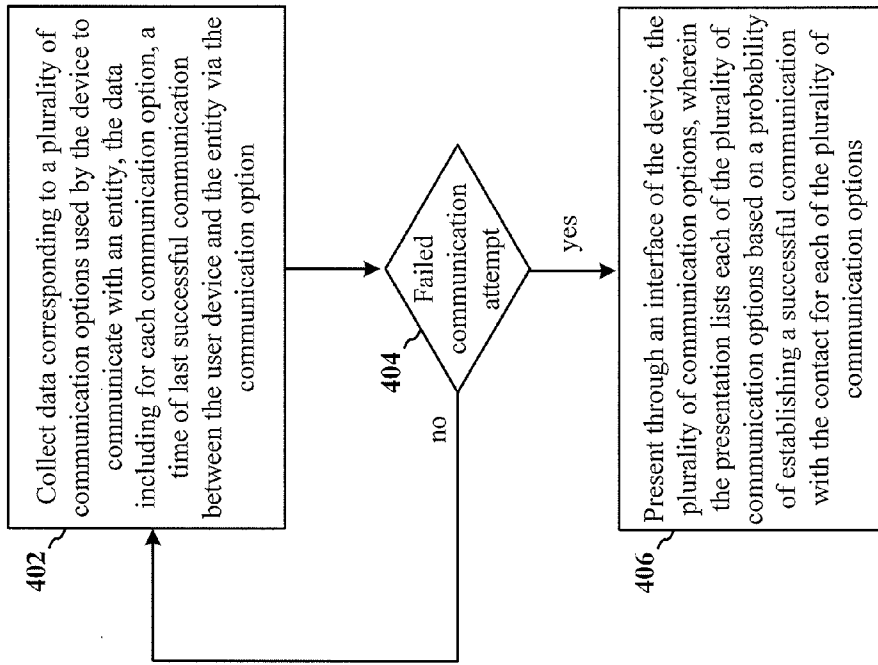 Collect data corresponding to a plurality of
communication options used by the device to
communicate with an entity, the data
including for each communication option, a
time of last successful communication
between the user device and the entity via the
communication option
402
Failed
communication
attempt
404
no
yes
Present through an interface of the device, the
plurality of communication options, wherein
the presentation lists each of the plurality of
communication options based on a probability
of establishing a successful communication
with the contact for each of the plurality of
communication options
406